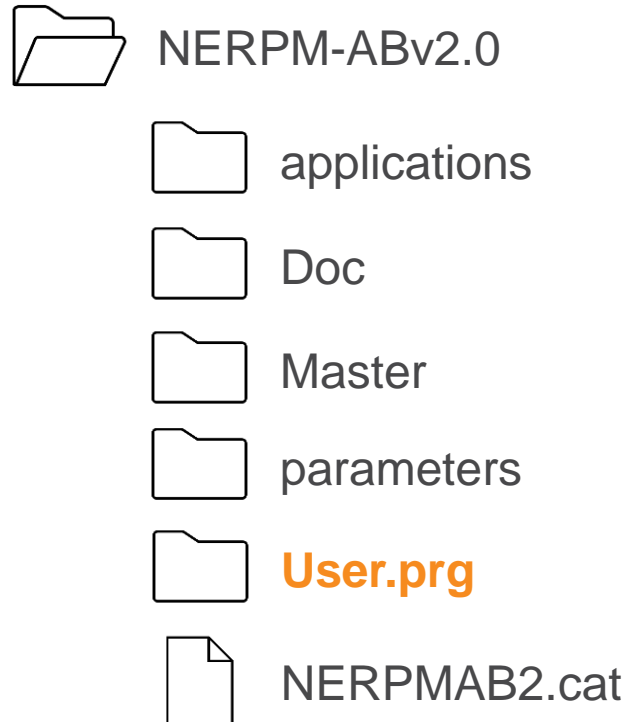 NERPM-ABv2.0
applications
Doc
Master
parameters
User.prg
NERPMAB2.cat